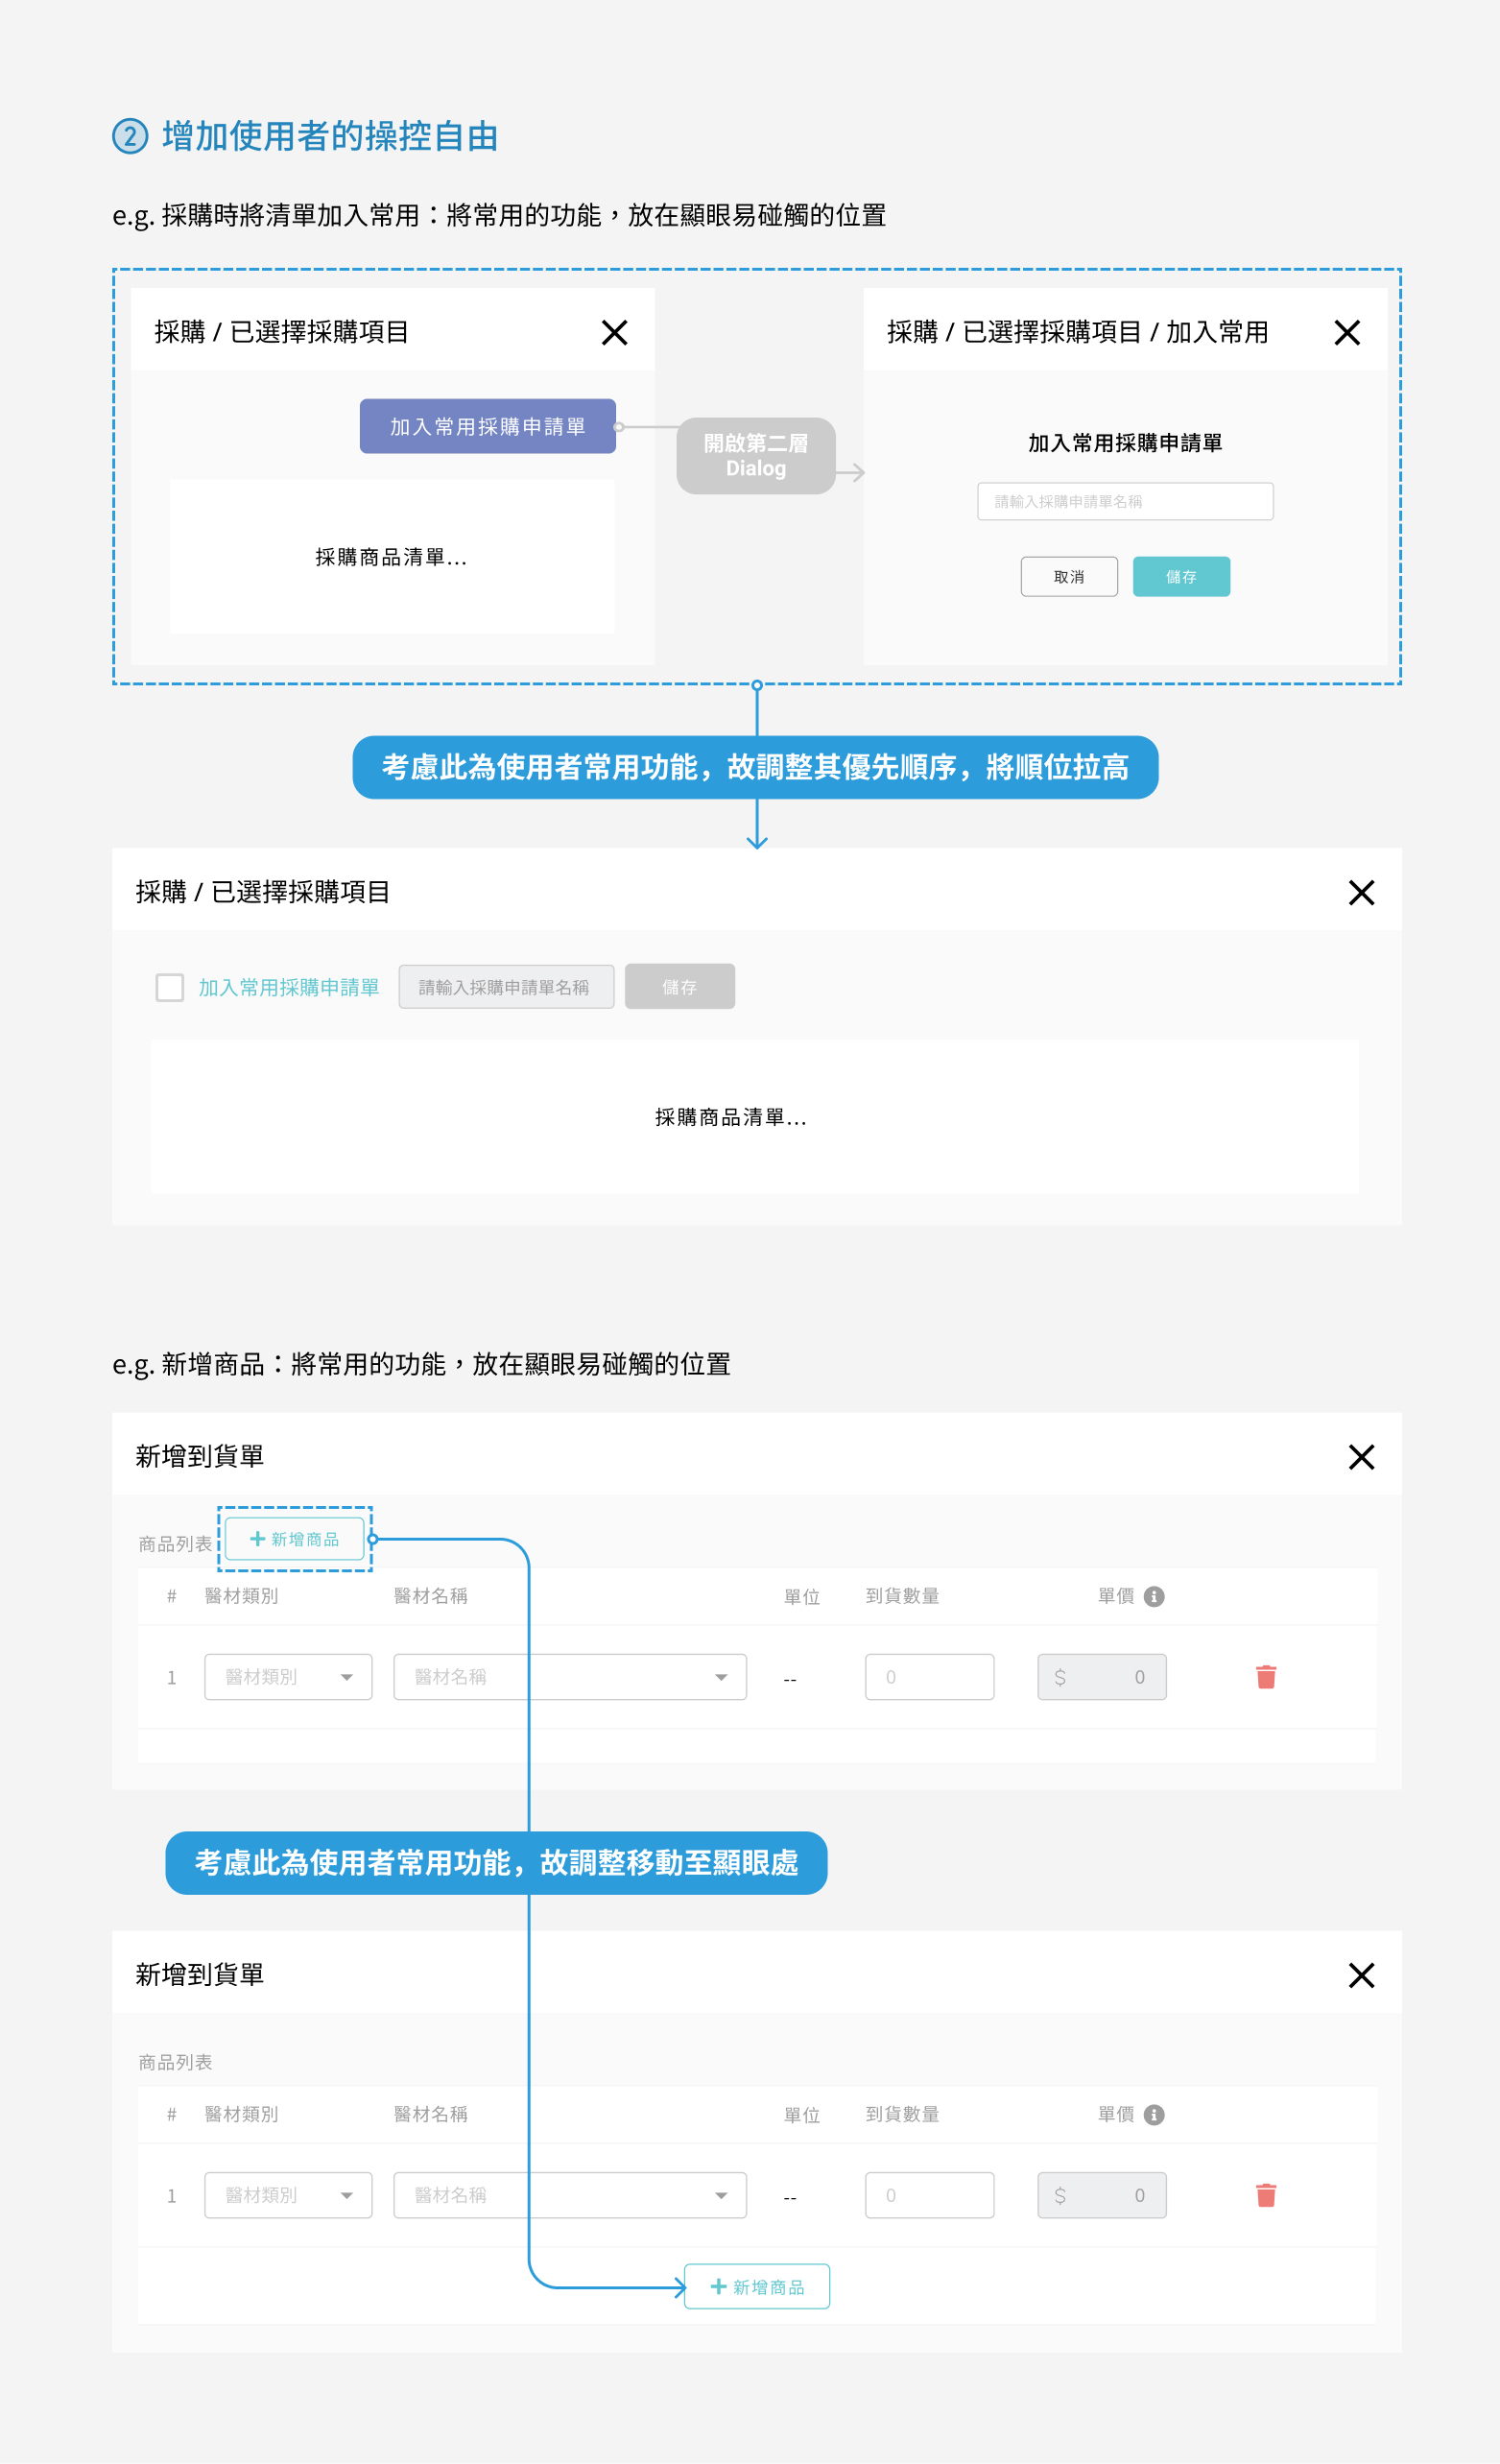 2 增加使用者的操控自由
e.g. 採購時將清單加入常用：將常用的功能，放在顯眼易碰觸的位置
採購 / 已選擇採購項目
加入常用採購申請單
採購商品清單...
開啟第二層
Dialog
採購 / 已選擇採購項目 / 加入常用
加入常用採購申請單
請輸入採購申請單名稱
取消 儲存
考慮此為使用者常用功能，故調整其優先順序，將順位拉高
採購 / 已選擇採購項目
加入常用採購申請單 請輸入採購申請單名稱 儲存
採購商品清單...
e.g. 新增商品：將常用的功能，放在顯眼易碰觸的位置
新增到貨單
商品列表 新增商品
# 醫材類別 醫材名稱 單位 到貨數量 單價
1 醫材類別 醫材名稱 -- 0 $ 0
考慮此為使用者常用功能，故調整移動至顯眼處
新增到貨單
商品列表
# 醫材類別 醫材名稱 單位 到貨數量 單價
1 醫材類別 醫材名稱 -- 0 $ 0
新增商品